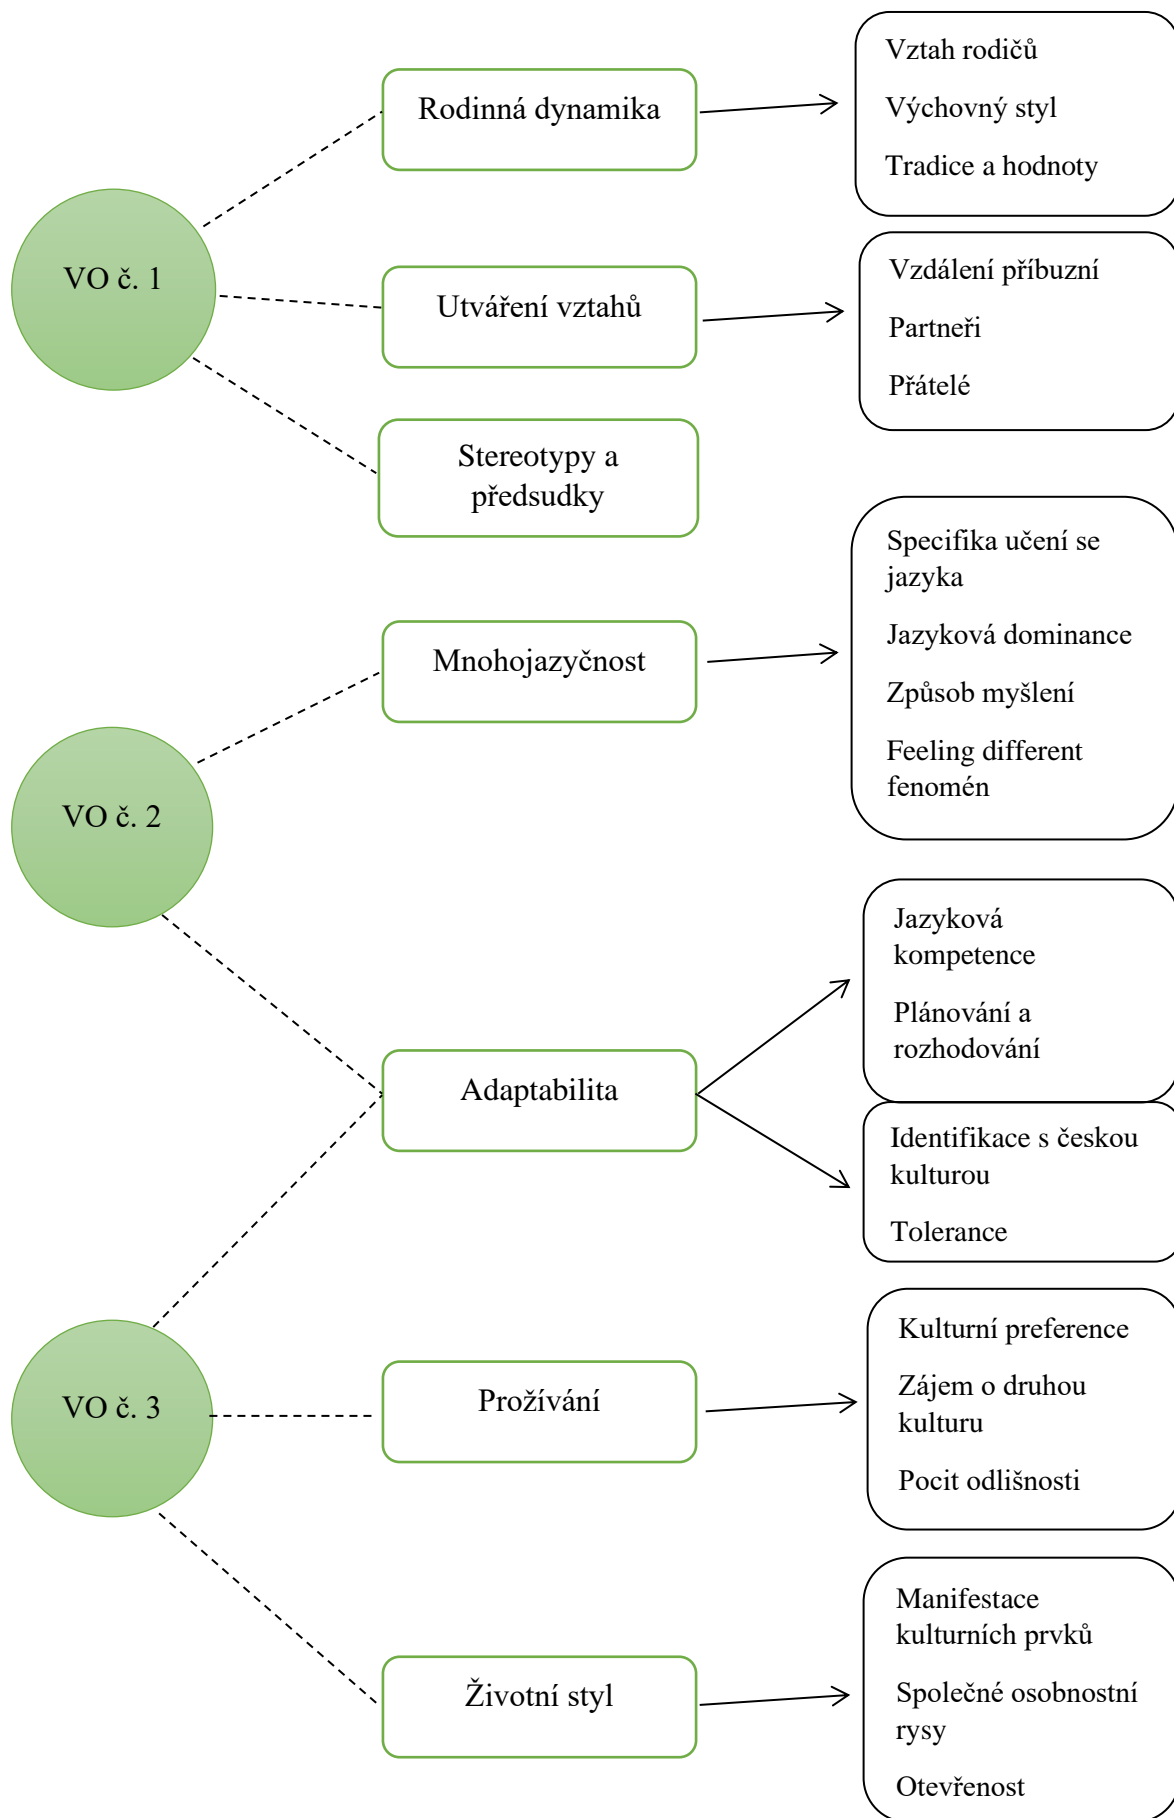 VO č. 1
Rodinná dynamika
Vztah rodičů
Výchovný styl
Tradice a hodnoty
Utváření vztahů
Vzdálení příbuzní
Partneři
Přátelé
Stereotypy a
předsudky
VO č. 2
Mnohojazyčnost
Specifika učení se
jazyka
Jazyková dominance
Způsob myšlení
Feeling different
fenomén
Adaptabilita
Jazyková
kompetence
Plánování a
rozhodování
Identifikace s českou
kulturou
Tolerance
VO č. 3
Prožívání
Kulturní preference
Zájem o druhou
kulturu
Pocit odlišnosti
Životní styl
Manifestace
kulturních prvků
Společné osobnostní
rysy
Otevřenost